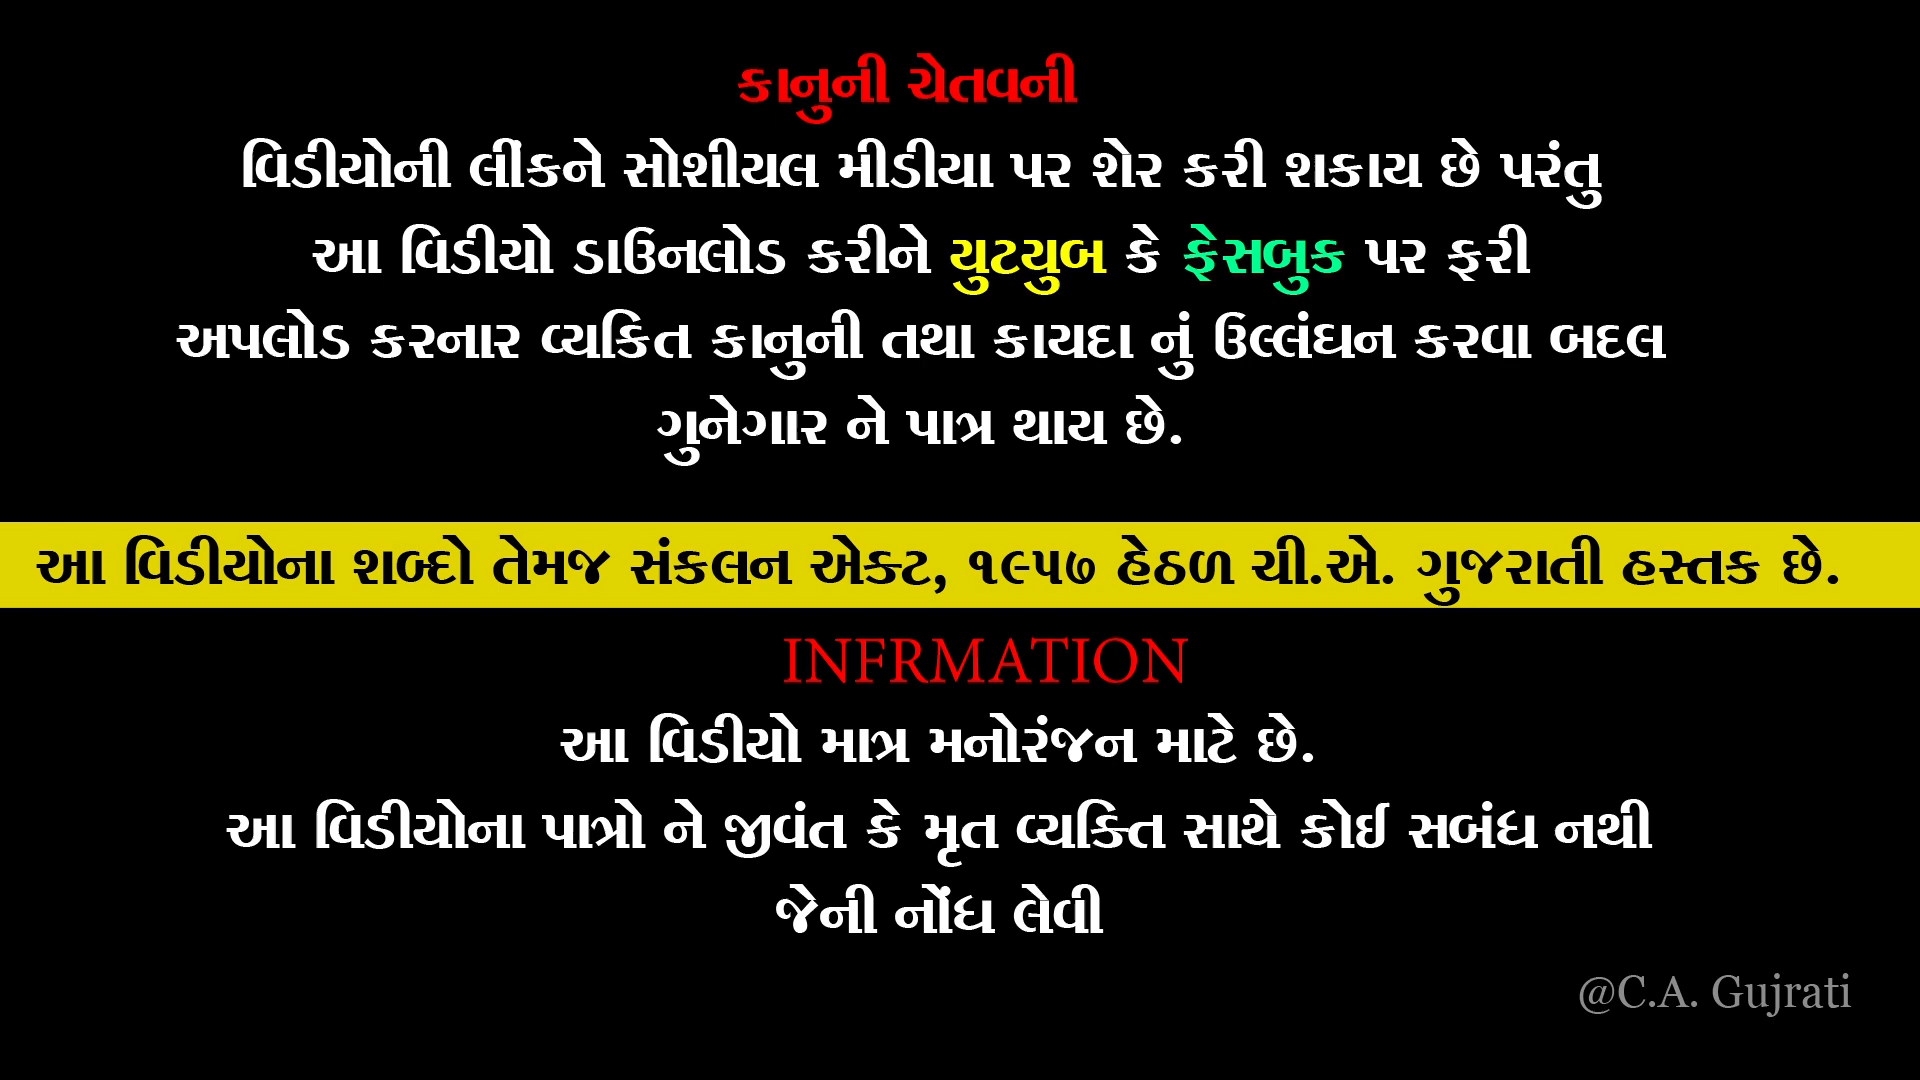 કાનુની ચેતવની
વિડીયોની લીંકને સોશીયલ મીડીયા પર શેર કરી શકાય છે પરંતુ
આ વિડીયો ડાઉનલોડ કરીને યુટયુબ કે ફેસબુક પર ફરી
અપલોડ કરનાર વ્યકિત કાનુની તથા કાયદા નું ઉલ્લંઘન કરવા બદલ
ગુનેગાર ને પાત્ર થાય છે.
આ વિડીયોના શબ્દો તેમજ સંકલન એક્ટ, ૧૯૫૭ હેઠળ ચી.એ. ગુજરાતી હસ્તક છે.
INFRMATION
આ વિડીયો માત્ર મનોરંજન માટે છે.
આ વિડીયોના પાત્રો ને જીવંત કે મૃત વ્યક્તિ સાથે કોઈ સબંધ નથી
જેની નોંધ લેવી
@C.A. Gujrati